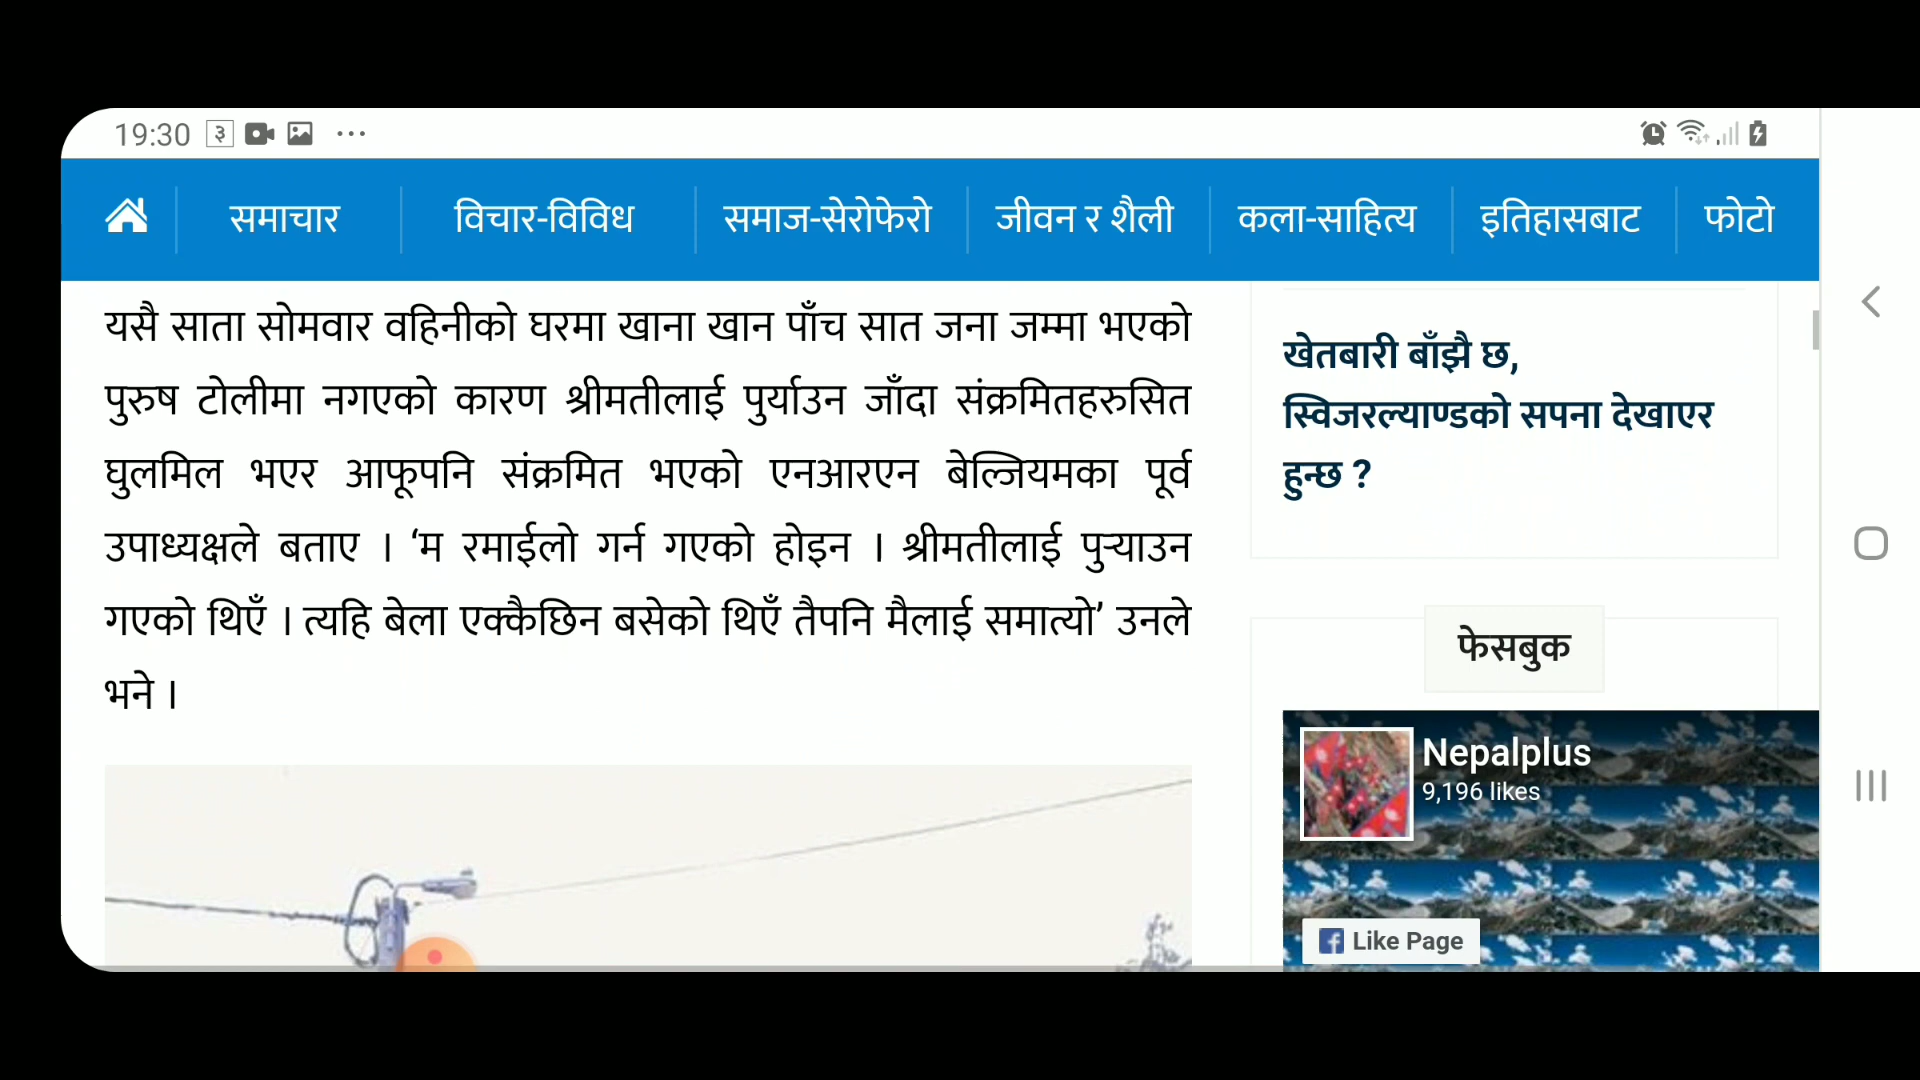 19:30 ३
समाचार विचार-विविध समाज-सेरोफेरो जीवन र शैली कला-साहित्य इतिहासबाट फोटो
यसै साता सोमवार वहिनीको घरमा खाना खान पाँच सात जना जम्मा भएको
पुरुष टोलीमा नगएको कारण श्रीमतीलाई पुर्याउन जाँदा संक्रमितहरुसित
घुलमिल भएर आफूपनि संक्रमित भएको एनआरएन बेल्जियमका पूर्व
उपाध्यक्षले बताए । ‘म रमाईलो गर्न गएको होइन । श्रीमतीलाई पुऱ्याउन
गएको थिएँ । त्यहि बेला एक्कैछिन बसेको थिएँ तैपनि मैलाई समात्यो’ उनले
भने ।
खेतबारी बाँझै छ,
स्विजरल्याण्डको सपना देखाएर
हुन्छ ?
फेसबुक
Nepalplus
9,196 likes
Like Page